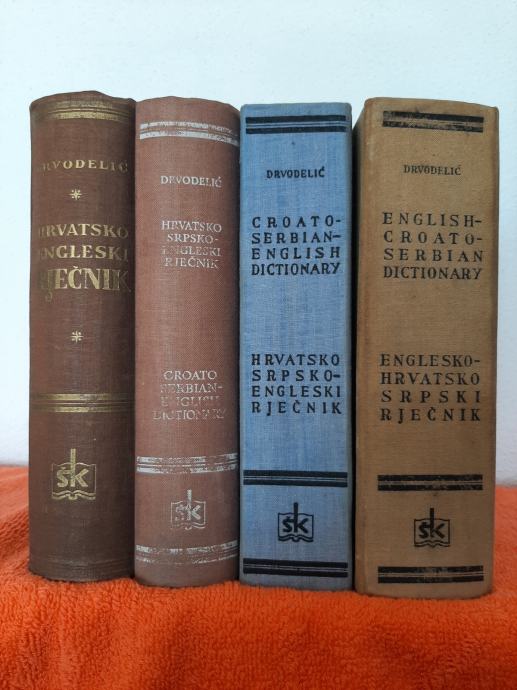 DRVODELIĆ
*
HRVATSKO
ENGLESKI
RJEČNIK
*
šk
DRVODELIĆ
HRVATSKO
SRPSKO-
ENGLESKI
RJEČNIK
CROATO
SERBIAN-
ENGLISH
DICTIONARY
šk
DRVODELIĆ
CROATO-
SERBIAN-
ENGLISH
DICTIONARY
HRVATSKO
SRPSKO-
ENGLESKI
RJEČNIK
šk
DRVODELIĆ
ENGLISH-
CROATO-
SERBIAN
DICTIONARY
ENGLESKO-
HRVATSKO
SRPSKI
RJEČNIK
šk